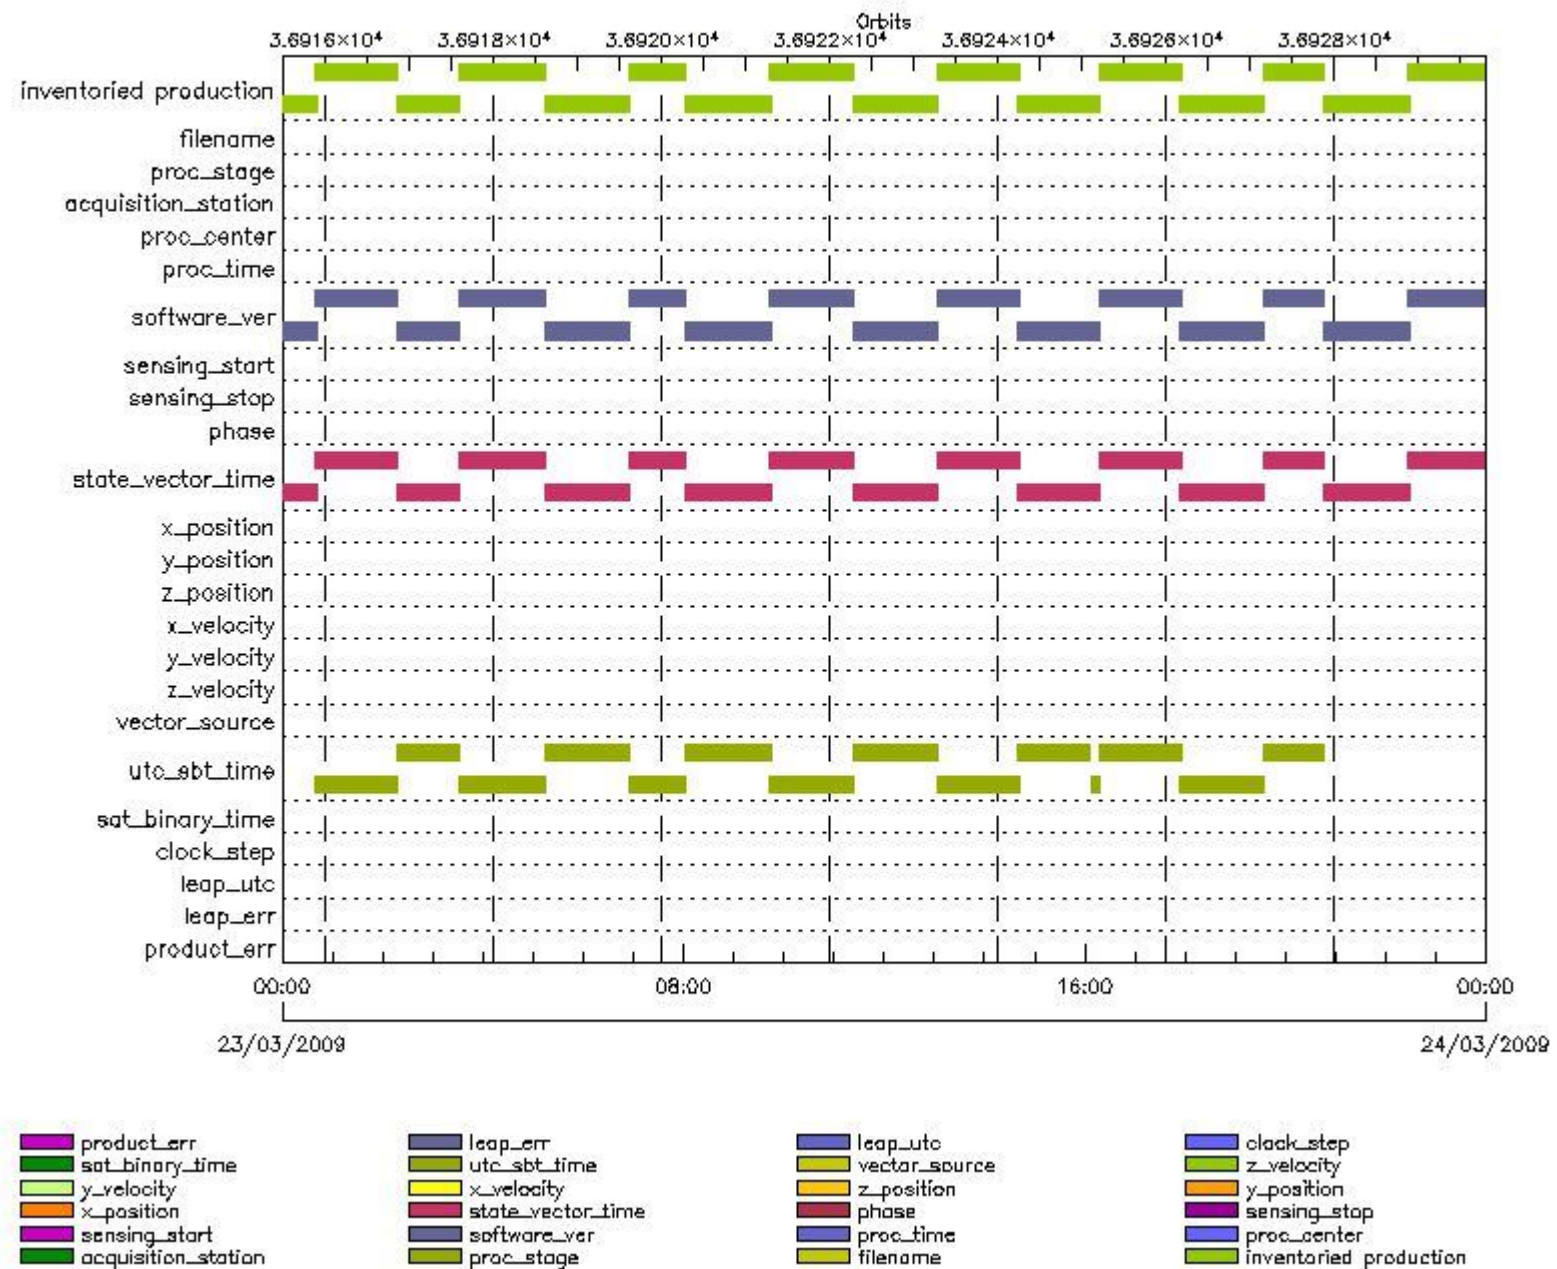 Orbits
3.6916×10⁴ 3.6918×10⁴ 3.6920×10⁴ 3.6922×10⁴ 3.6924×10⁴ 3.6926×10⁴ 3.6928×10⁴
inventoried production
filename
proc_stage
acquisition_station
proc_center
proc_time
software_ver
sensing_start
sensing_stop
phase
state_vector_time
x_position
y_position
z_position
x_velocity
y_velocity
z_velocity
vector_source
utc_sbt_time
sat_binary_time
clock_step
leap_utc
leap_err
product_err
00:00 08:00 16:00 00:00
23/03/2009 24/03/2009
product_err leap_err leap_utc clock_step
sat_binary_time utc_sbt_time vector_source z_velocity
y_velocity x_velocity z_position y_position
x_position state_vector_time phase sensing_stop
sensing_start software_ver proc_time proc_center
acquisition_station proc_stage filename inventoried production